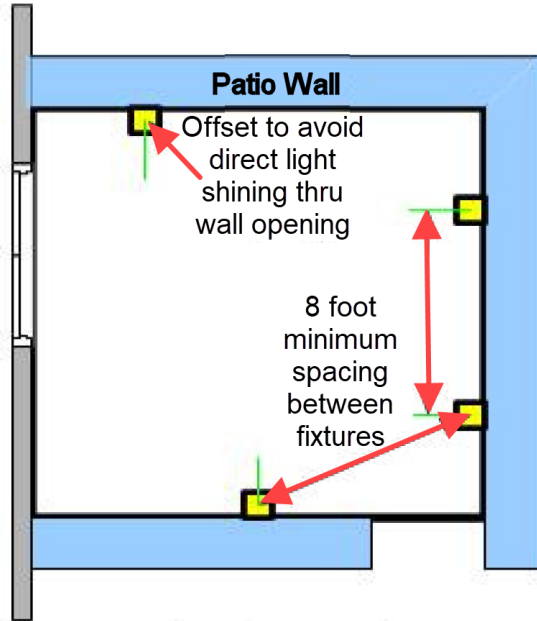 Patio Wall
Offset to avoid
direct light
shining thru
wall opening
8 foot
minimum
spacing
between
fixtures